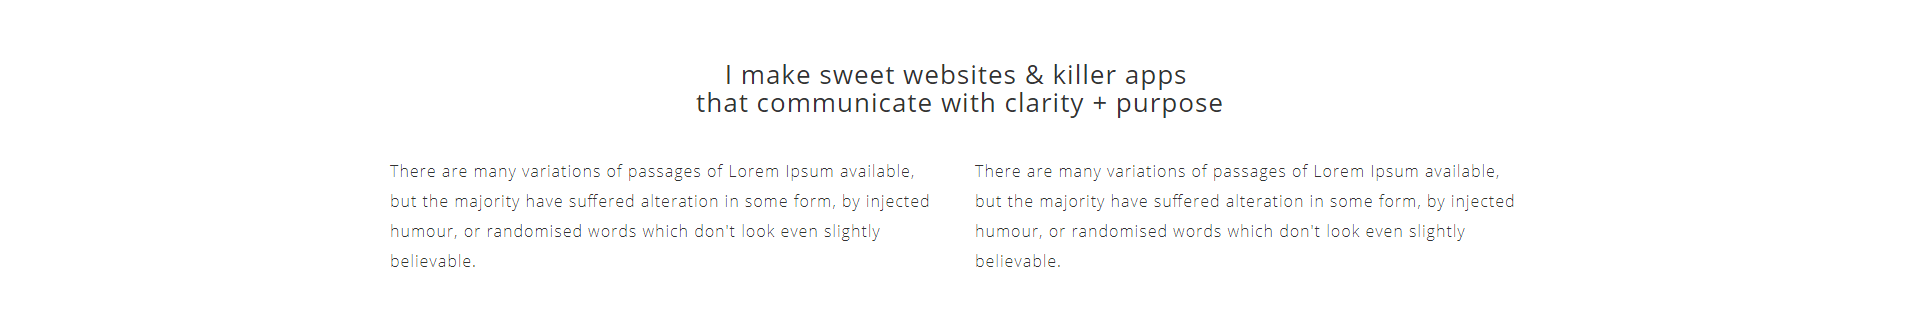 I make sweet websites & killer apps
that communicate with clarity + purpose
There are many variations of passages of Lorem Ipsum available,
but the majority have suffered alteration in some form, by injected
humour, or randomised words which don't look even slightly
believable.
There are many variations of passages of Lorem Ipsum available,
but the majority have suffered alteration in some form, by injected
humour, or randomised words which don't look even slightly
believable.